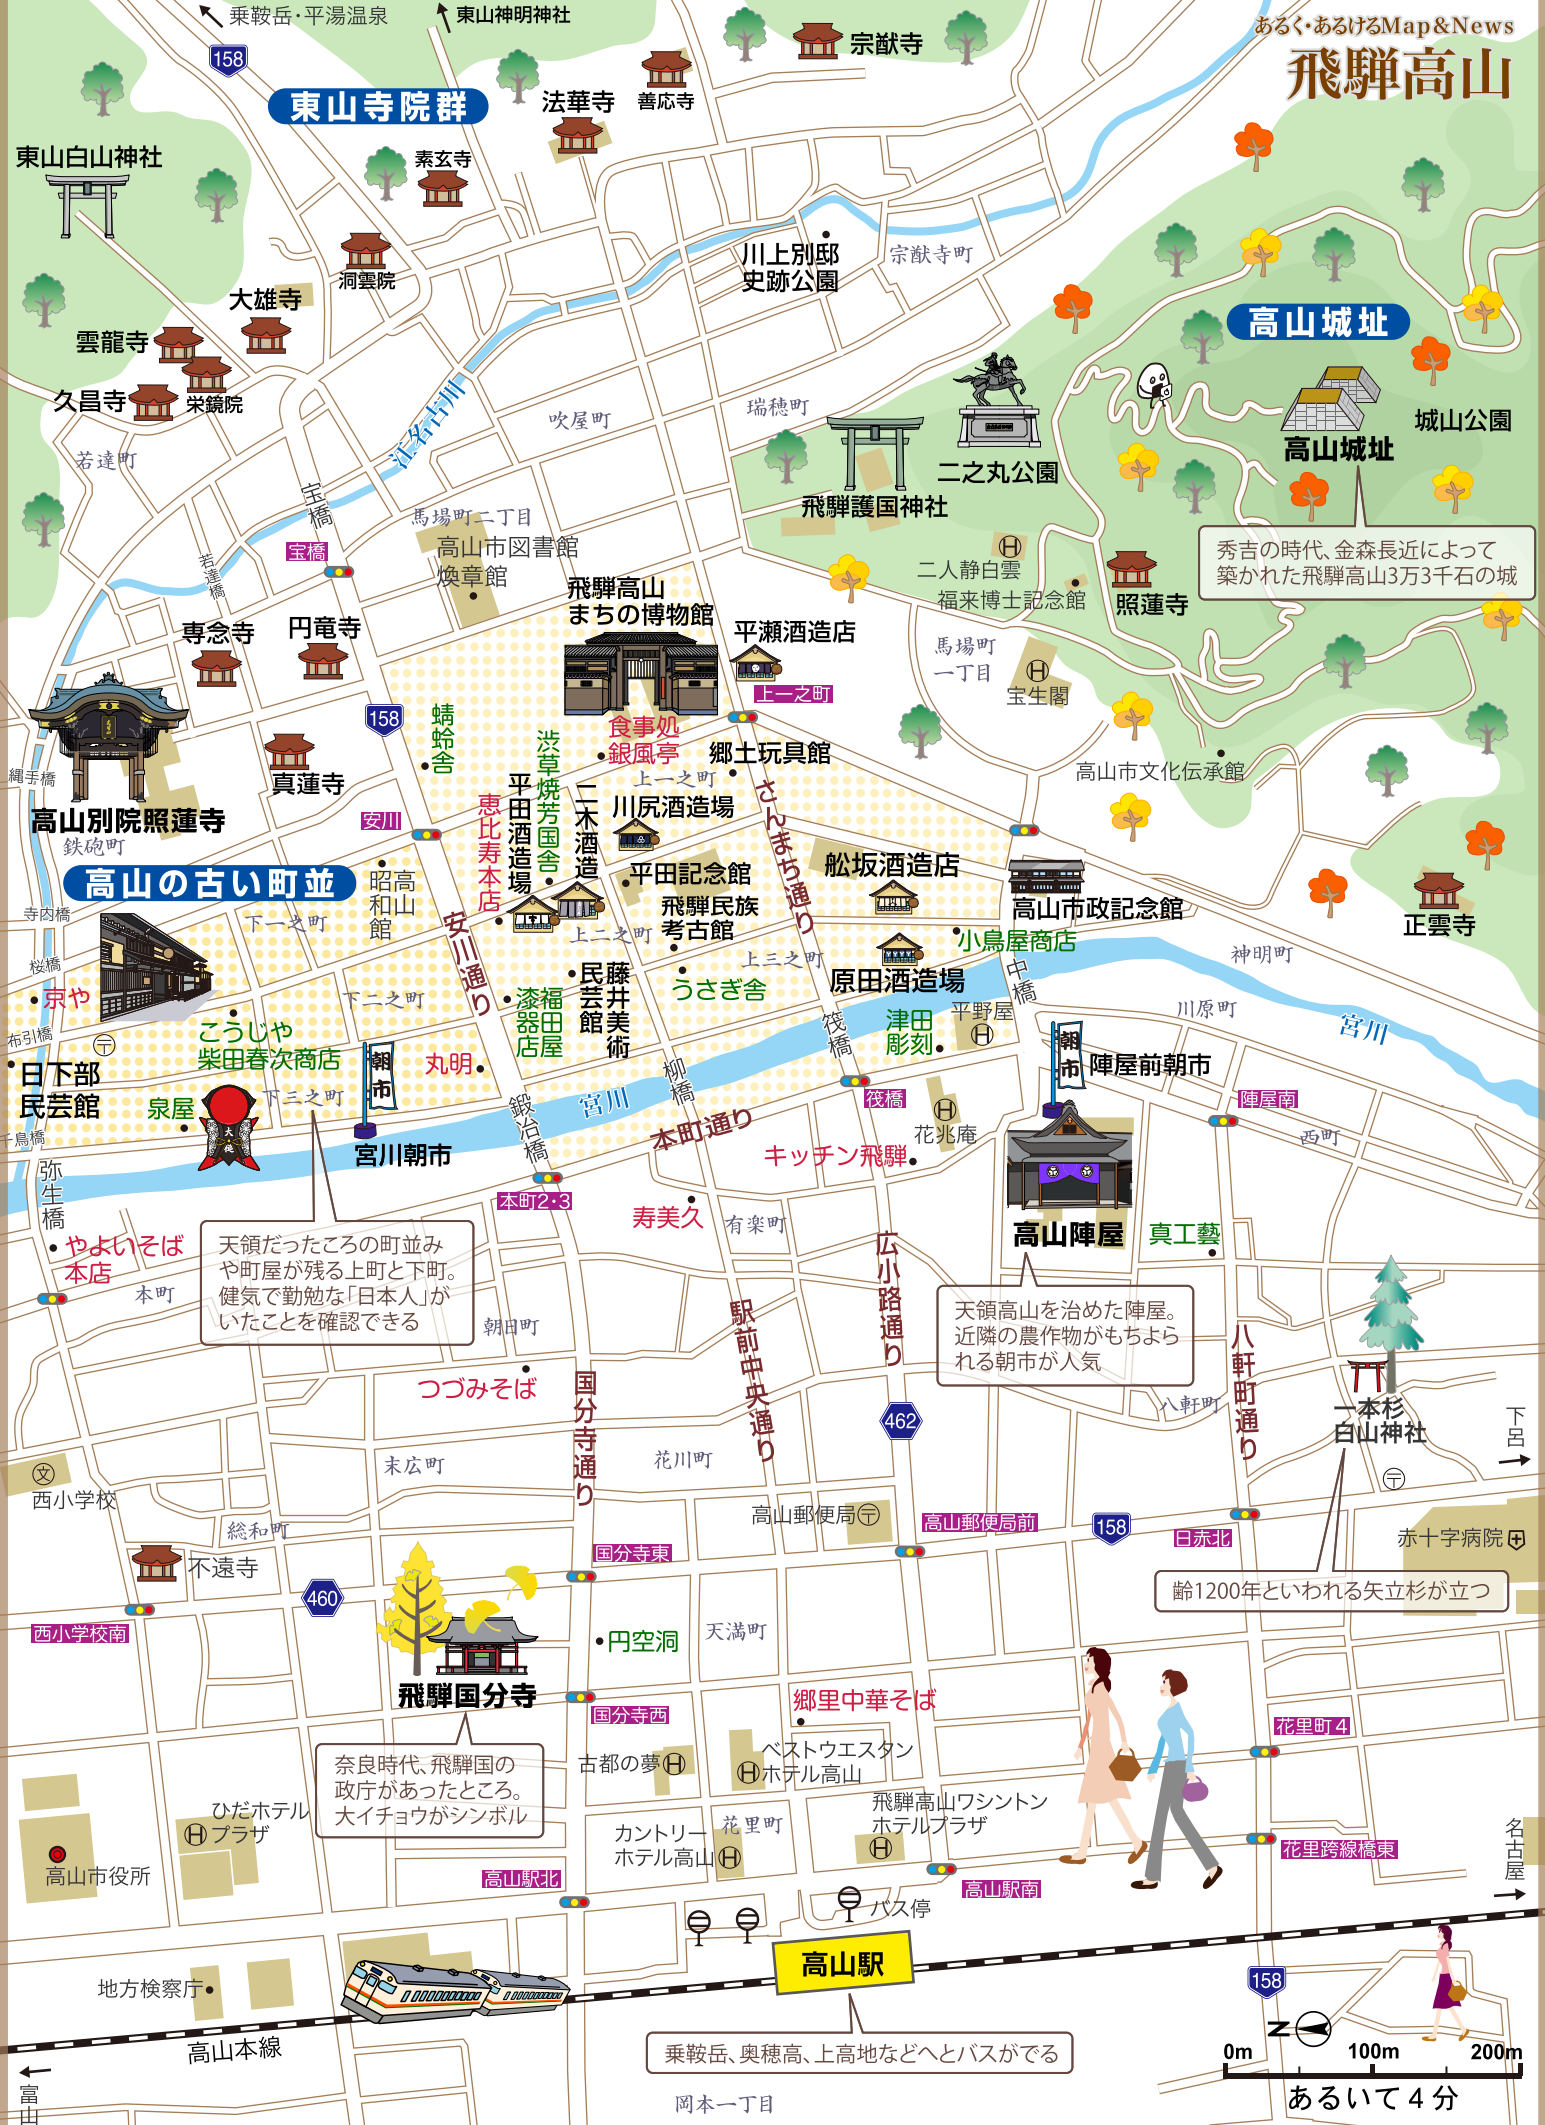 あるく・あるけるMap&News
飛騨高山
乗鞍岳・平湯温泉
東山神明神社
158
宗猷寺
善応寺
法華寺
東山寺院群
東山白山神社
素玄寺
洞雲院
川上別邸
史跡公園
宗猷寺町
大雄寺
雲龍寺
久昌寺
栄鏡院
江名古川
高山城址
高山城址
城山公園
二之丸公園
飛騨護国神社
吹屋町
瑞穂町
若達町
宝橋
宝橋
馬場町二丁目
高山市図書館
煥章館
若達橋
秀吉の時代、金森長近によって
築かれた飛騨高山3万3千石の城
二人静白雲
福来博士記念館
照蓮寺
飛騨高山
まちの博物館
平瀬酒造店
上一之町
馬場町
一丁目
宝生閣
専念寺
円竜寺
158
蜻蛉舎
渋草焼芳国舎
食事処
銀風亭
上一之町
郷土玩具館
高山市文化伝承館
真蓮寺
縄手橋
高山別院照蓮寺
鉄砲町
安川
恵比寿本店
平田酒造場
二木酒造
川尻酒造場
さんまち通り
平田記念館
舩坂酒造店
飛騨民族
考古館
高山市政記念館
正雲寺
高山の古い町並
昭和館
高山
寺内橋
下一之町
安川通り
上二之町
上三之町
小鳥屋商店
神明町
桜橋
京や
下二之町
民芸館
藤井美術
うさぎ舎
原田酒造場
中橋
川原町
宮川
布引橋
こうじや
柴田春次商店
漆器店
福田屋
津田
彫刻
平野屋
筏橋
日下部
民芸館
朝市
丸明
柳橋
朝市
陣屋前朝市
泉屋
下三之町
大
宮川
鍛冶橋
本町通り
筏橋
花兆庵
陣屋南
西町
千鳥橋
宮川朝市
キッチン飛騨
弥生橋
本町2・3
寿美久
有楽町
高山陣屋
真工藝
やよいそば
本店
本町
天領だったころの町並み
や町屋が残る上町と下町。
健気で勤勉な「日本人」が
いたことを確認できる
広小路通り
天領高山を治めた陣屋。
近隣の農作物がもちよら
れる朝市が人気
朝日町
駅前中央通り
八軒町通り
つづみそば
国分寺通り
462
八軒町
一本杉
白山神社
下呂
末広町
花川町
文
西小学校
高山郵便局
高山郵便局前
158
日赤北
赤十字病院
総和町
国分寺東
不遠寺
460
齢1200年といわれる矢立杉が立つ
西小学校南
円空洞
天満町
飛騨国分寺
国分寺西
郷里中華そば
花里町4
奈良時代、飛騨国の
政庁があったところ。
大イチョウがシンボル
古都の夢
ベストウエスタン
ホテル高山
ひだホテル
プラザ
カントリー
ホテル高山
花里町
飛騨高山ワシントン
ホテルプラザ
花里跨線橋東
名古屋
高山市役所
高山駅北
高山駅南
バス停
高山駅
地方検察庁
高山本線
158
N
乗鞍岳、奥穂高、上高地などへとバスがでる
0m
100m
200m
あるいて4分
富山
岡本一丁目